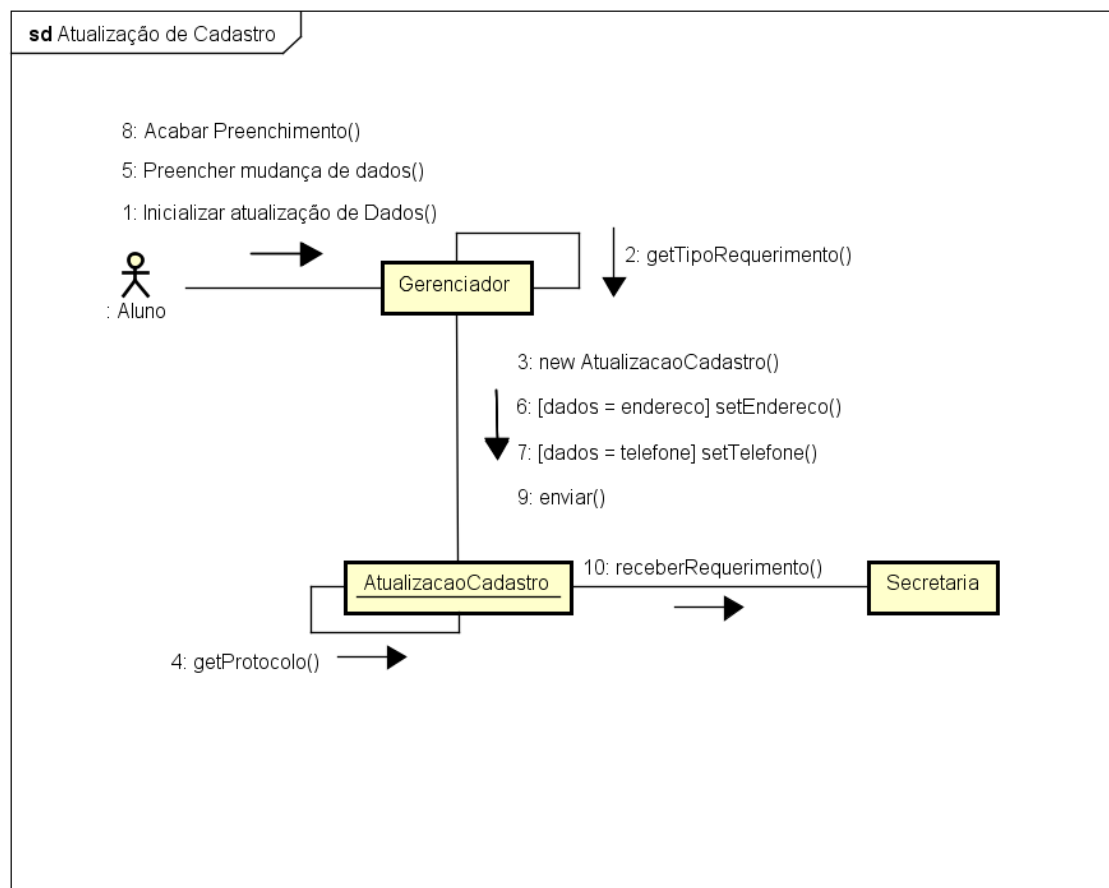 sd Atualização de Cadastro
8: Acabar Preenchimento()
5: Preencher mudança de dados()
1: Inicializar atualização de Dados()
2: getTipoRequerimento()
Gerenciador
: Aluno
3: new AtualizacaoCadastro()
6: [dados = endereco] setEndereco()
7: [dados = telefone] setTelefone()
9: enviar()
AtualizacaoCadastro
10: receberRequerimento()
Secretaria
4: getProtocolo()